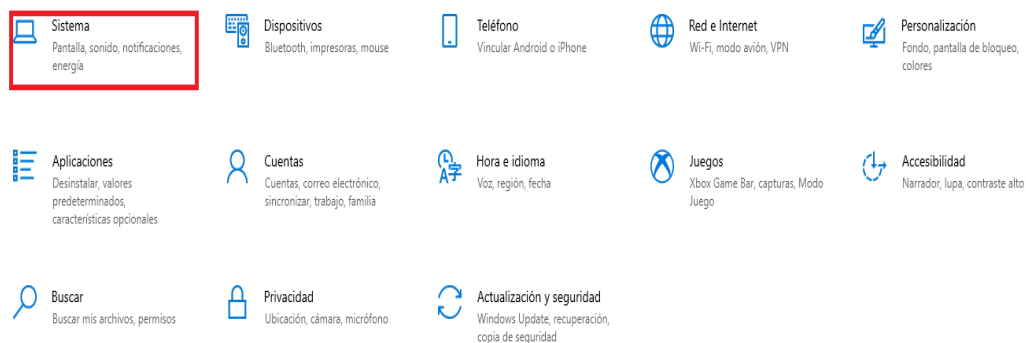 Sistema
Pantalla, sonido, notificaciones,
energía
Dispositivos
Bluetooth, impresoras, mouse
Teléfono
Vincular Android o iPhone
Red e Internet
Wi-Fi, modo avión, VPN
Personalización
Fondo, pantalla de bloqueo,
colores
Aplicaciones
Desinstalar, valores
predeterminados,
características opcionales
Cuentas
Cuentas, correo electrónico,
sincronizar, trabajo, familia
Hora e idioma
Voz, región, fecha
Juegos
Xbox Game Bar, capturas, Modo
Juego
Accesibilidad
Narrador, lupa, contraste alto
Buscar
Buscar mis archivos, permisos
Privacidad
Ubicación, cámara, micrófono
Actualización y seguridad
Windows Update, recuperación,
copia de seguridad